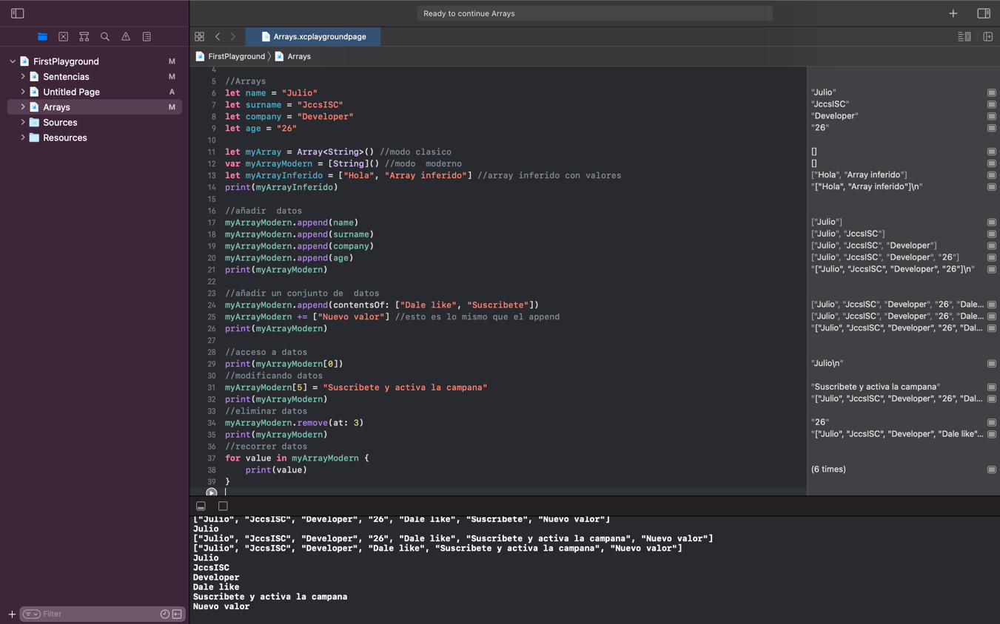 Ready to continue Arrays
Arrays.xcplaygroundpage
FirstPlayground
Arrays
FirstPlayground M
Sentencias M
Untitled Page A
Arrays M
Sources
Resources
Filter
4
5 //Arrays
6 let name = "Julio"
7 let surname = "JccsISC"
8 let company = "Developer"
9 let age = "26"
10
11 let myArray = Array<String>() //modo clasico
12 var myArrayModern = [String]() //modo  moderno
13 let myArrayInferido = ["Hola", "Array inferido"] //array inferido con valores
14 print(myArrayInferido)
15
16 //añadir  datos
17 myArrayModern.append(name)
18 myArrayModern.append(surname)
19 myArrayModern.append(company)
20 myArrayModern.append(age)
21 print(myArrayModern)
22
23 //añadir un conjunto de  datos
24 myArrayModern.append(contentsOf: ["Dale like", "Suscribete"])
25 myArrayModern += ["Nuevo valor"] //esto es lo mismo que el append
26 print(myArrayModern)
27
28 //acceso a datos
29 print(myArrayModern[0])
30 //modificando datos
31 myArrayModern[5] = "Suscribete y activa la campana"
32 print(myArrayModern)
33 //eliminar datos
34 myArrayModern.remove(at: 3)
35 print(myArrayModern)
36 //recorrer datos
37 for value in myArrayModern {
38     print(value)
39 }
"Julio"
"JccsISC"
"Developer"
"26"
[]
[]
["Hola", "Array inferido"]
"["Hola", "Array inferido"]\n"
["Julio"]
["Julio", "JccsISC"]
["Julio", "JccsISC", "Developer"]
["Julio", "JccsISC", "Developer", "26"]
"["Julio", "JccsISC", "Developer", "26"]\n"
["Julio", "JccsISC", "Developer", "26", "Dale...
["Julio", "JccsISC", "Developer", "26", "Dale...
"["Julio", "JccsISC", "Developer", "26", "Dal...
"Julio\n"
"Suscribete y activa la campana"
"["Julio", "JccsISC", "Developer", "26", "Dal...
"26"
"["Julio", "JccsISC", "Developer", "Dale like"...
(6 times)
["Julio", "JccsISC", "Developer", "26", "Dale like", "Suscribete", "Nuevo valor"]
Julio
["Julio", "JccsISC", "Developer", "26", "Dale like", "Suscribete y activa la campana", "Nuevo valor"]
["Julio", "JccsISC", "Developer", "Dale like", "Suscribete y activa la campana", "Nuevo valor"]
Julio
JccsISC
Developer
Dale like
Suscribete y activa la campana
Nuevo valor